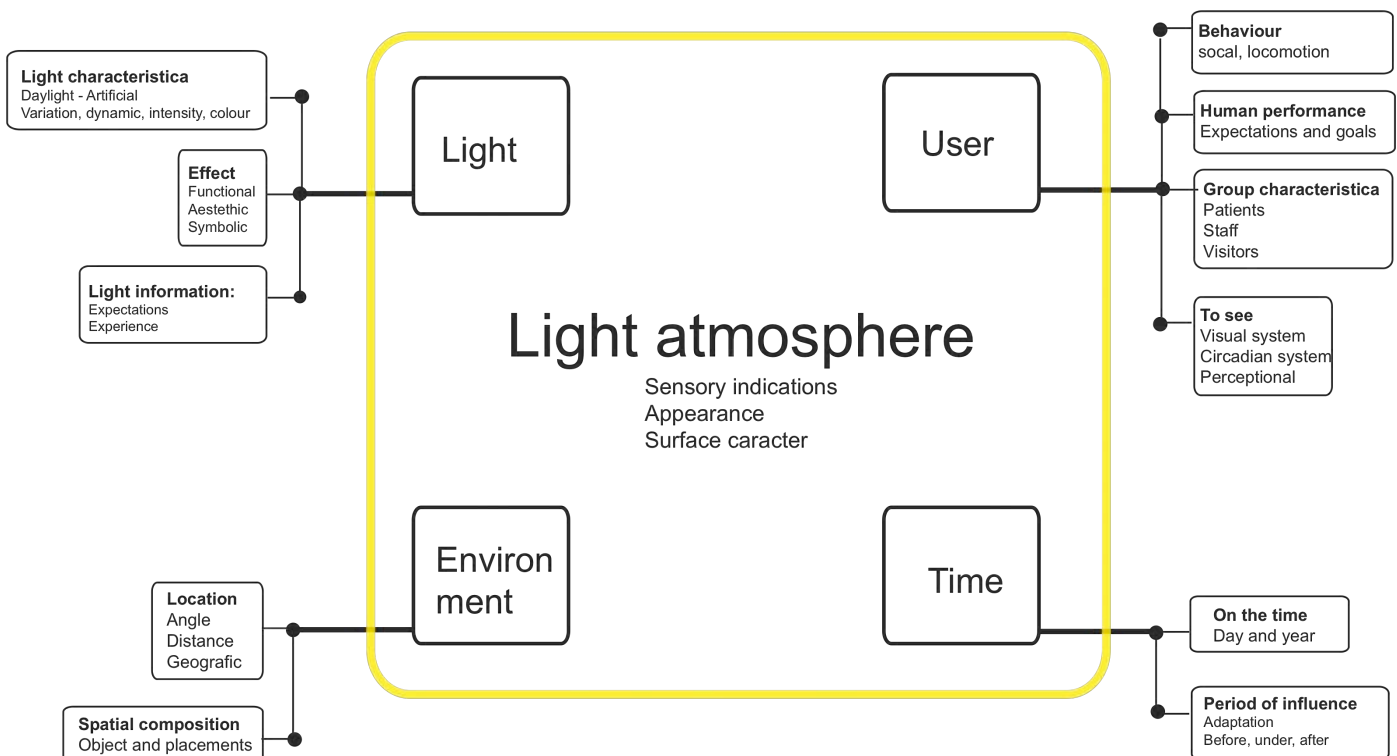 Light characteristica
Daylight - Artificial
Variation, dynamic, intensity, colour
Effect
Functional
Aestethic
Symbolic
Light information:
Expectations
Experience
Light
User
Behaviour
socal, locomotion
Human performance
Expectations and goals
Group characteristica
Patients
Staff
Visitors
To see
Visual system
Circadian system
Perceptional
Light atmosphere
Sensory indications
Appearance
Surface caracter
Environ
ment
Time
Location
Angle
Distance
Geografic
Spatial composition
Object and placements
On the time
Day and year
Period of influence
Adaptation
Before, under, after